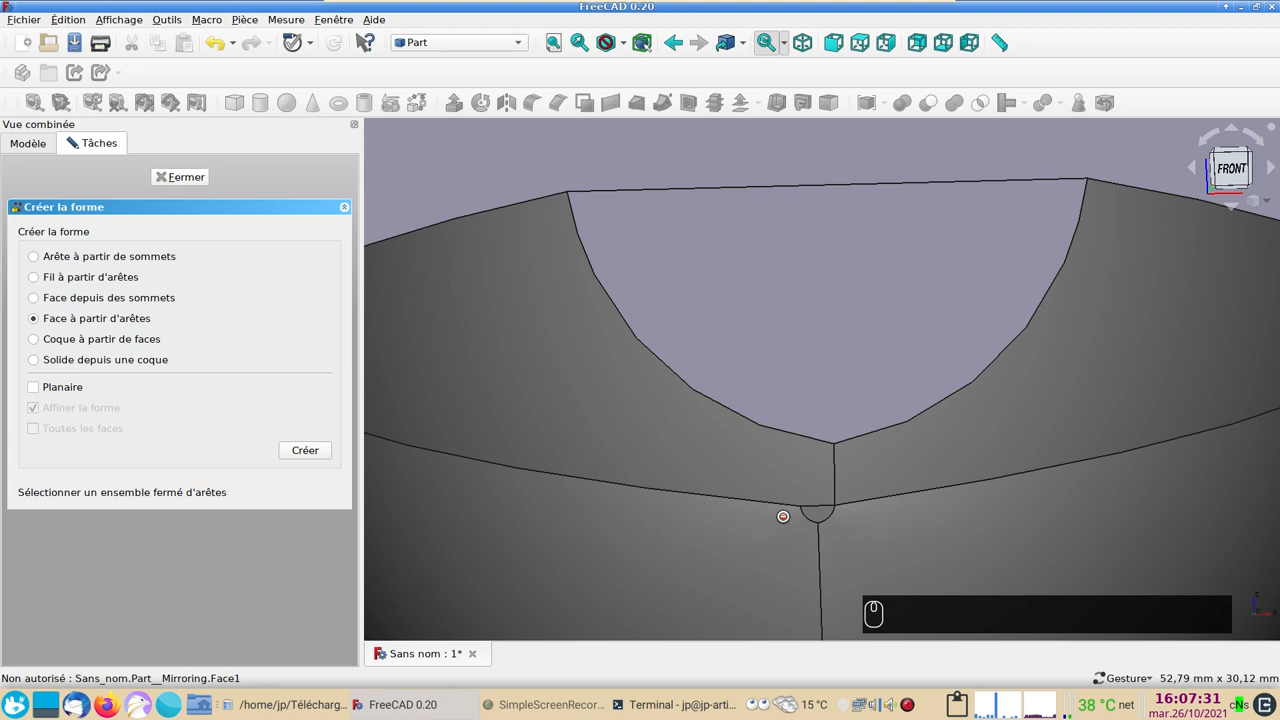 FreeCAD 0.20
Fichier Édition Affichage Outils Macro Pièce Mesure Fenêtre Aide
Part
Vue combinée
Modèle Tâches
Fermer
Créer la forme
Créer la forme
Arête à partir de sommets
Fil à partir d'arêtes
Face depuis des sommets
Face à partir d'arêtes
Coque à partir de faces
Solide depuis une coque
Planaire
Affiner la forme
Toutes les faces
Créer
Sélectionner un ensemble fermé d'arêtes
FRONT
Sans nom : 1*
Non autorisé : Sans_nom.Part__Mirroring.Face1
Gesture 52,79 mm x 30,12 mm
/home/jp/Télécharg... FreeCAD 0.20 SimpleScreenRecor... Terminal - jp@jp-arti... 15 °C 38 °C net 16:07:31
mar.26/10/2021